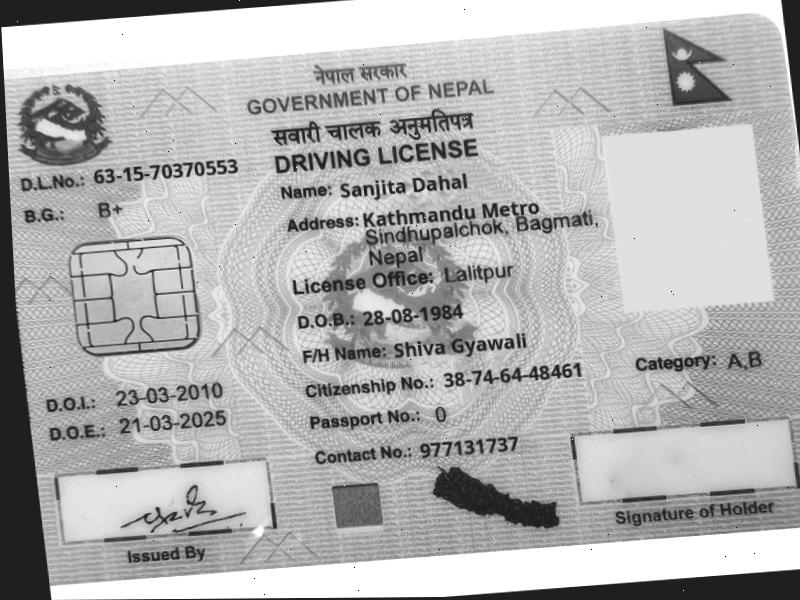 नेपाल सरकार
GOVERNMENT OF NEPAL
सवारी चालक अनुमतिपत्र
DRIVING LICENSE
D.L.No.: 63-15-70370553
B.G.: B+
Name: Sanjita Dahal
Address: Kathmandu Metro
Sindhupalchok, Bagmati,
Nepal
License Office: Lalitpur
D.O.B.: 28-08-1984
F/H Name: Shiva Gyawali
Citizenship No.: 38-74-64-48461
Category: A,B
D.O.I.: 23-03-2010
Passport No.: 0
D.O.E.: 21-03-2025
Contact No.: 977131737
Issued By
Signature of Holder